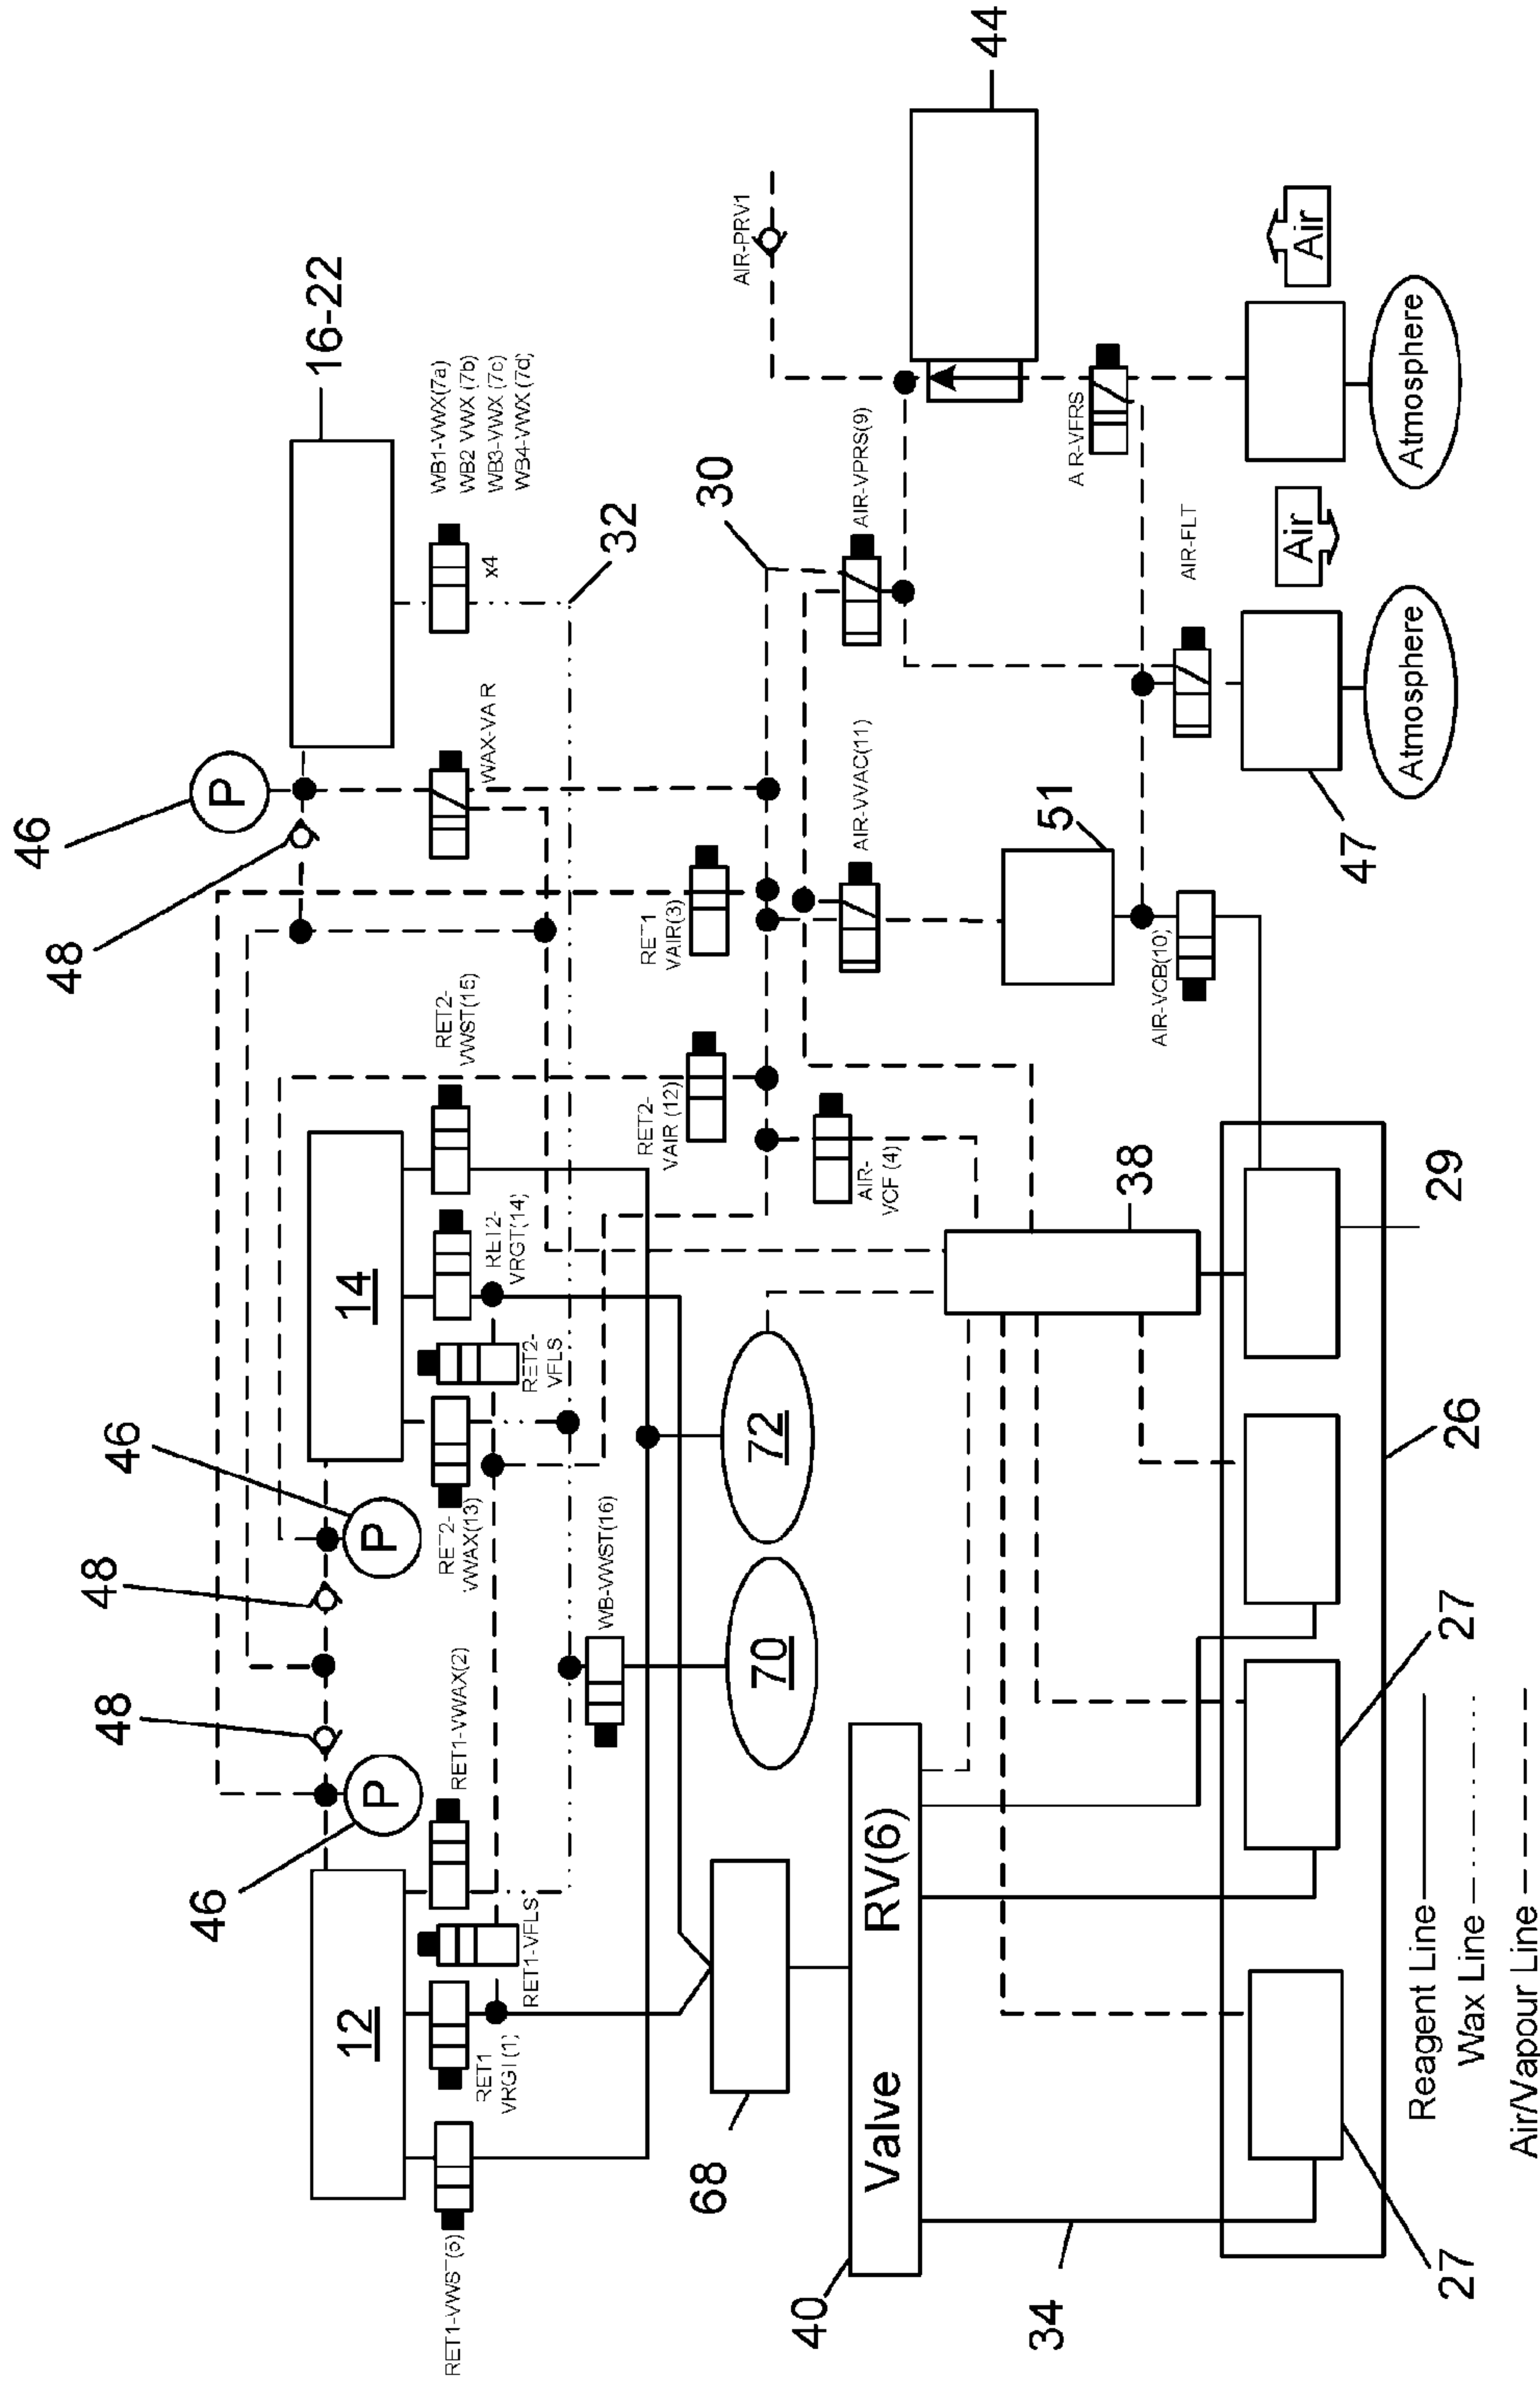 46
P
48
16-22
WB1-VWX(7a)
WB2 VWX (7b)
WB3-VWX (7c)
WB4-VWX (7d)
x4
32
WAX-VAR
AIR-PRV1
44
30
AIR-VPRS(9)
A R-VFRS
Air
Atmosphere
AIR-FLT
Air
Atmosphere
47
48
RET2-
VWST(15)
RET1
VAIR(3)
AIR-VVAC(11)
51
AIR-VCB(10)
RET2-
VAIR (12)
AIR-
VCF (4)
38
29
46
P
14
RET2-
VRGT(14)
RET2-
VFLS
RET2-
VWAX(13)
72
26
48
48
46
P
RET1-VWAX(2)
WB-VWST(16)
70
27
12
RET1-VFLS
RET1
VRGT(1)
RET1-VWST(5)
68
Valve RV(6)
40
34
27
Reagent Line
Wax Line
Air/Vapour Line